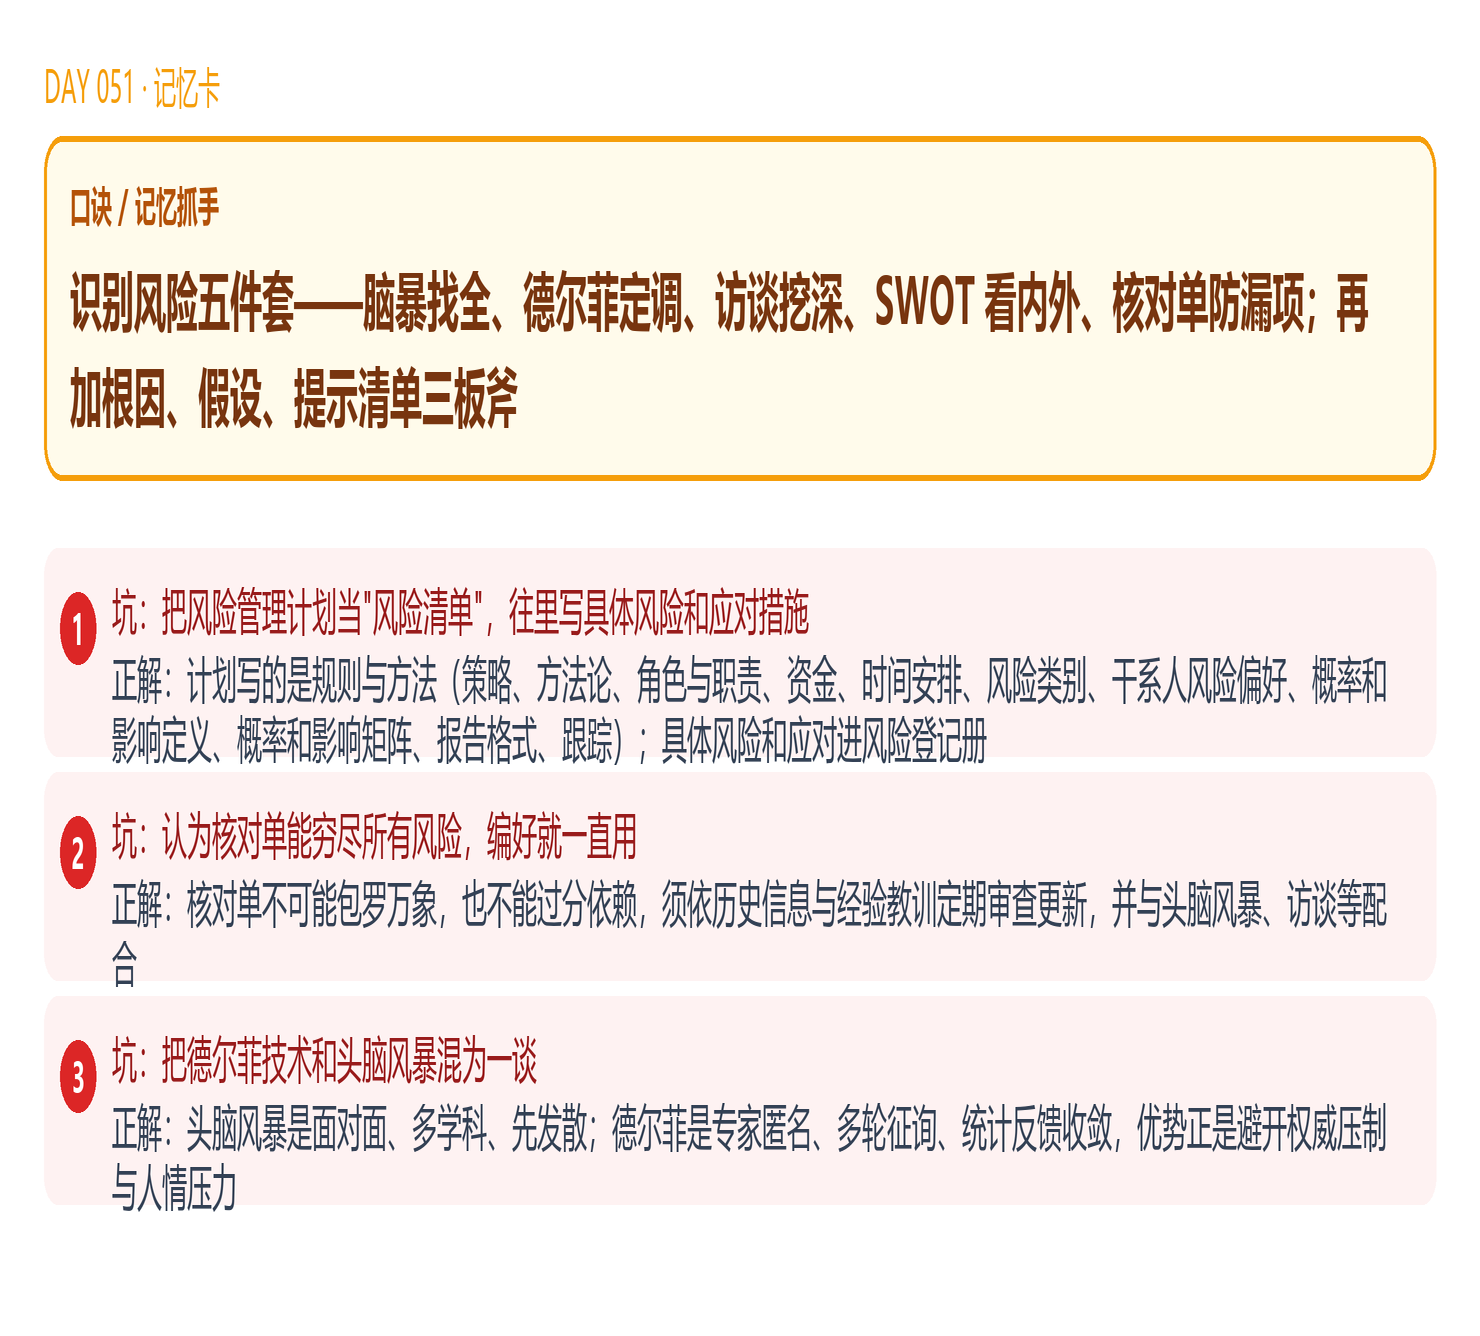 DAY 051 · 记忆卡
口诀 / 记忆抓手
识别风险五件套——脑暴找全、德尔菲定调、访谈挖深、SWOT 看内外、核对单防漏项；再
加根因、假设、提示清单三板斧
1
坑：把风险管理计划当"风险清单"，往里写具体风险和应对措施
正解：计划写的是规则与方法（策略、方法论、角色与职责、资金、时间安排、风险类别、干系人风险偏好、概率和
影响定义、概率和影响矩阵、报告格式、跟踪）；具体风险和应对进风险登记册
2
坑：认为核对单能穷尽所有风险，编好就一直用
正解：核对单不可能包罗万象，也不能过分依赖，须依历史信息与经验教训定期审查更新，并与头脑风暴、访谈等配
合
3
坑：把德尔菲技术和头脑风暴混为一谈
正解：头脑风暴是面对面、多学科、先发散；德尔菲是专家匿名、多轮征询、统计反馈收敛，优势正是避开权威压制
与人情压力